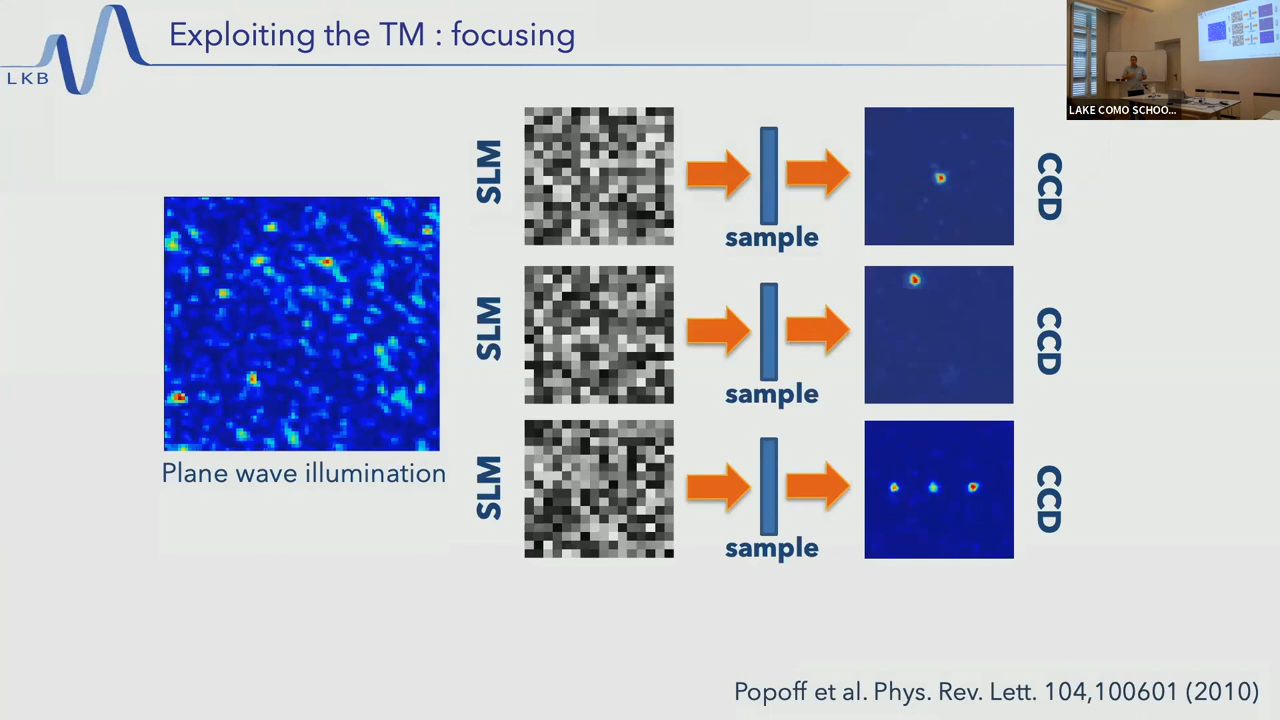 Exploiting the TM : focusing
LKB
LAKE COMO SCHOO...
SLM
sample
CCD
SLM
sample
CCD
Plane wave illumination
SLM
sample
CCD
Popoff et al. Phys. Rev. Lett. 104,100601 (2010)